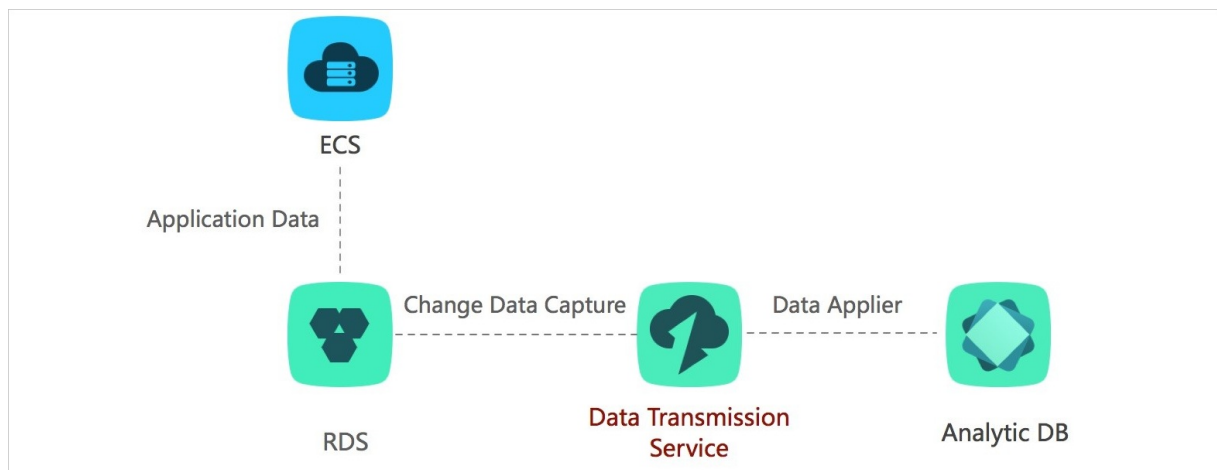 ECS
Application Data
Change Data Capture
Data Applier
RDS
Data Transmission
Service
Analytic DB